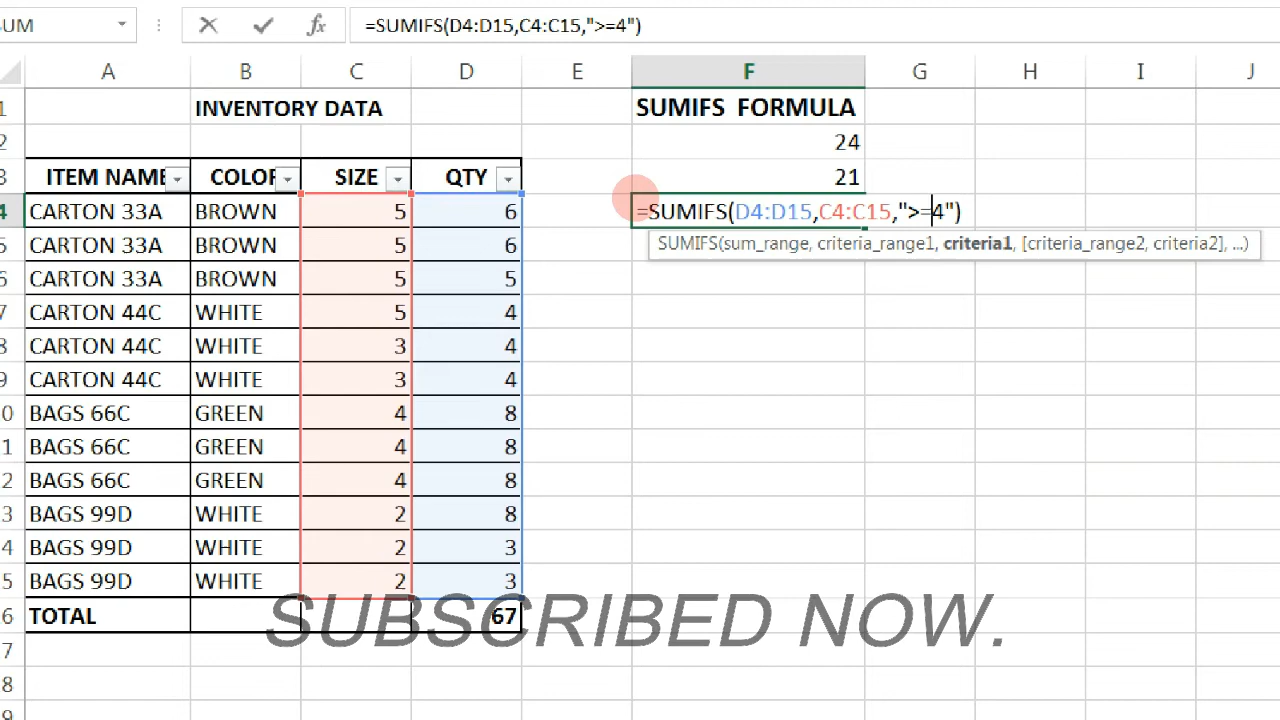 SUM fx =SUMIFS(D4:D15,C4:C15,">=4")
A B C D E F G H I J
1 INVENTORY DATA SUMIFS FORMULA
2 24
3 ITEM NAME COLOR SIZE QTY 21
4 CARTON 33A BROWN 5 6 =SUMIFS(D4:D15,C4:C15,">=4")
SUMIFS(sum_range, criteria_range1, criteria1, [criteria_range2, criteria2], ...)
5 CARTON 33A BROWN 5 6
6 CARTON 33A BROWN 5 5
7 CARTON 44C WHITE 5 4
8 CARTON 44C WHITE 3 4
9 CARTON 44C WHITE 3 4
0 BAGS 66C GREEN 4 8
1 BAGS 66C GREEN 4 8
2 BAGS 66C GREEN 4 8
3 BAGS 99D WHITE 2 8
4 BAGS 99D WHITE 2 3
5 BAGS 99D WHITE 2 3
6 TOTAL 67
SUBSCRIBED NOW.
7
8
9